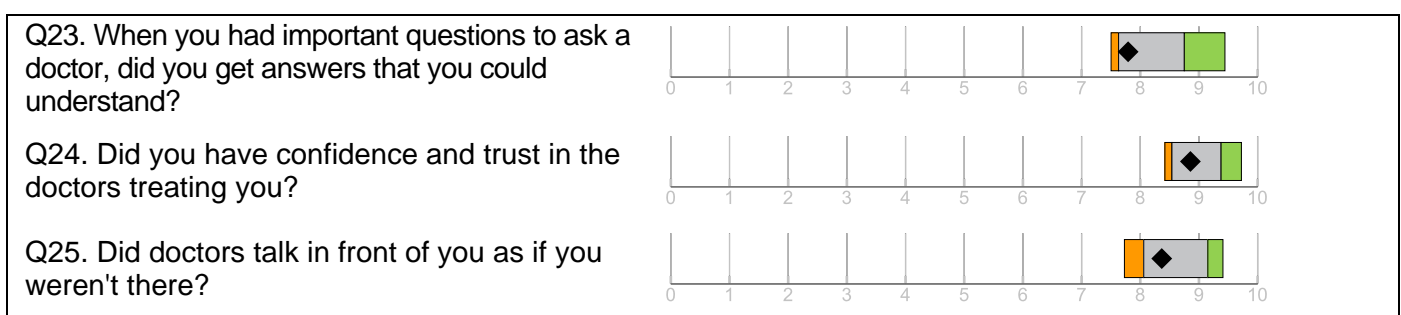 Q23. When you had important questions to ask a
doctor, did you get answers that you could
understand?
0 1 2 3 4 5 6 7 8 9 10
Q24. Did you have confidence and trust in the
doctors treating you?
0 1 2 3 4 5 6 7 8 9 10
Q25. Did doctors talk in front of you as if you
weren't there?
0 1 2 3 4 5 6 7 8 9 10